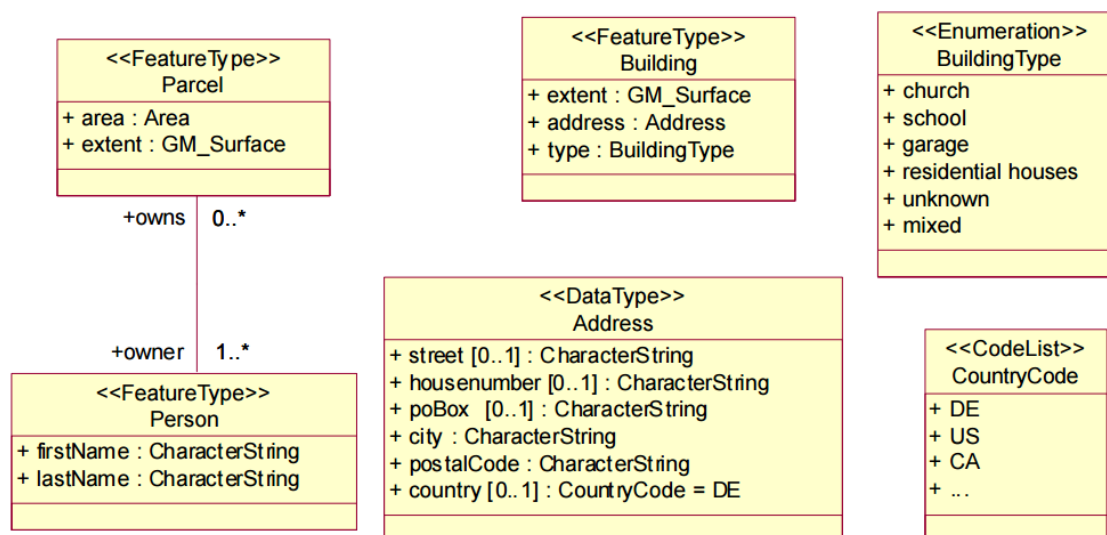 <<FeatureType>>
Parcel
+ area : Area
+ extent : GM_Surface
+owns 0..*
+owner 1..*
<<FeatureType>>
Person
+ firstName : CharacterString
+ lastName : CharacterString
<<FeatureType>>
Building
+ extent : GM_Surface
+ address : Address
+ type : BuildingType
<<DataType>>
Address
+ street [0..1] : CharacterString
+ housenumber [0..1] : CharacterString
+ poBox [0..1] : CharacterString
+ city : CharacterString
+ postalCode : CharacterString
+ country [0..1] : CountryCode = DE
<<Enumeration>>
BuildingType
+ church
+ school
+ garage
+ residential houses
+ unknown
+ mixed
<<CodeList>>
CountryCode
+ DE
+ US
+ CA
+ ...